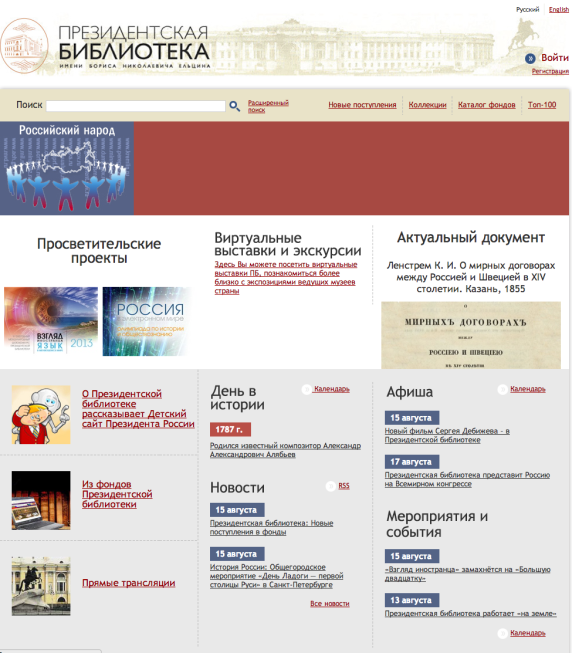 Русский English
ПРЕЗИДЕНТСКАЯ
БИБЛИОТЕКА
ИМЕНИ БОРИСА НИКОЛАЕВИЧА ЕЛЬЦИНА
Войти
Регистрация
Поиск
Расширенный
поиск
Новые поступления Коллекции Каталог фондов Топ-100
Российский народ
Просветительские
проекты
ВЗГЛЯД
ЯЗЫК 2013
РОССИЯ
В ЭЛЕКТРОННОМ МИРЕ
Виртуальные
выставки и экскурсии
Здесь Вы можете посетить виртуальные
выставки ПБ, познакомиться более
близко с экспозициями ведущих музеев
страны
Актуальный документ
Ленстрем К. И. О мирных договорах
между Россией и Швецией в XIV
столетии. Казань, 1855
О
МИРНЫХЪ ДОГОВОРАХЪ
МЕЖДУ
РОССІЕЮ И ШВЕЦІЕЮ
ВЪ XIV СТОЛѢТІИ.
О Президентской
библиотеке
рассказывает Детский
сайт Президента России
Из фондов
Президентской
библиотеки
Прямые трансляции
День в
истории
Календарь
1787 г.
Родился известный композитор Александр
Александрович Алябьев
Новости
RSS
15 августа
Президентская библиотека: Новые
поступления в фонды
15 августа
История России: Общегородское
мероприятие «День Ладоги — первой
столицы Руси» в Санкт-Петербурге
Все новости
Афиша
Календарь
15 августа
Новый фильм Сергея Дебижева - в
Президентской библиотеке
17 августа
Президентская библиотека представит Россию
на Всемирном конгрессе
Мероприятия и
события
15 августа
«Взгляд иностранца» замахнётся на «Большую
двадцатку»
13 августа
Президентская библиотека работает «на земле»
Календарь